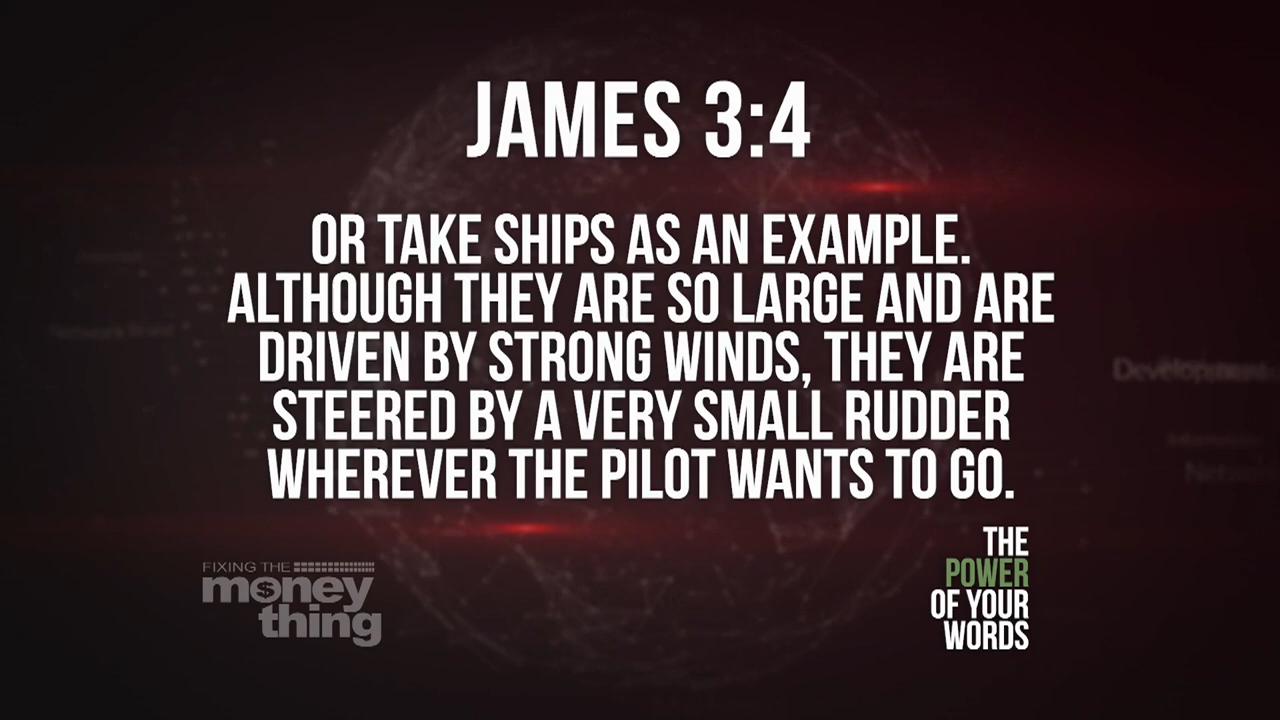 JAMES 3:4
OR TAKE SHIPS AS AN EXAMPLE.
ALTHOUGH THEY ARE SO LARGE AND ARE
DRIVEN BY STRONG WINDS, THEY ARE
STEERED BY A VERY SMALL RUDDER
WHEREVER THE PILOT WANTS TO GO.
FIXING THE
money
thing
THE
POWER
OF YOUR
WORDS
Development